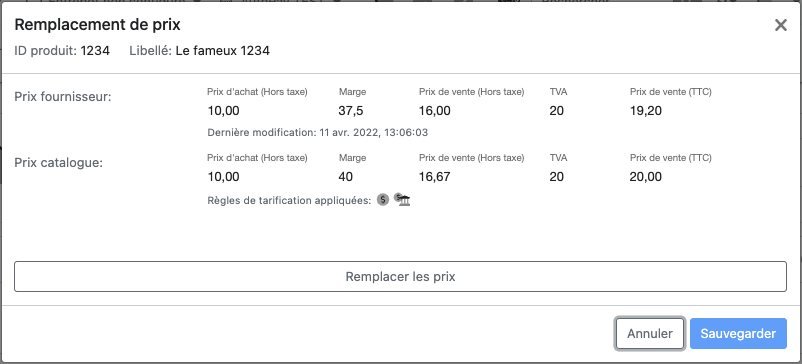 Remplacement de prix
ID produit: 1234 Libellé: Le fameux 1234
Prix fournisseur:
Prix d'achat (Hors taxe) Marge Prix de vente (Hors taxe) TVA Prix de vente (TTC)
10,00 37,5 16,00 20 19,20
Dernière modification: 11 avr. 2022, 13:06:03
Prix catalogue:
Prix d'achat (Hors taxe) Marge Prix de vente (Hors taxe) TVA Prix de vente (TTC)
10,00 40 16,67 20 20,00
Règles de tarification appliquées:
Remplacer les prix
Annuler Sauvegarder